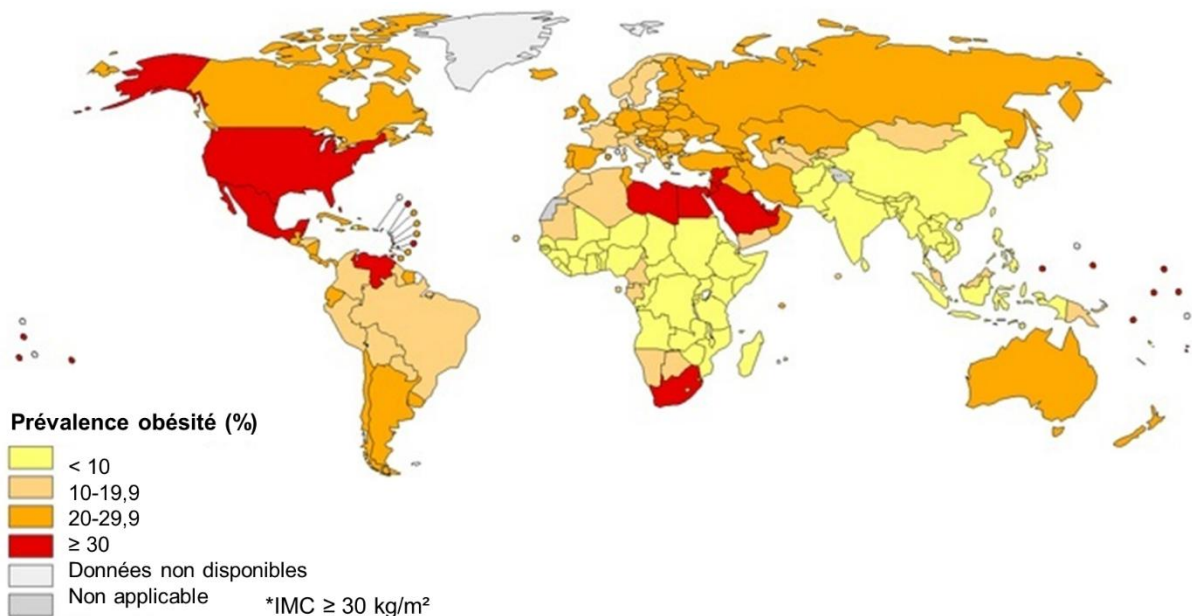 Prévalence obésité (%)
< 10
10-19,9
20-29,9
≥ 30
Données non disponibles
Non applicable
*IMC ≥ 30 kg/m²